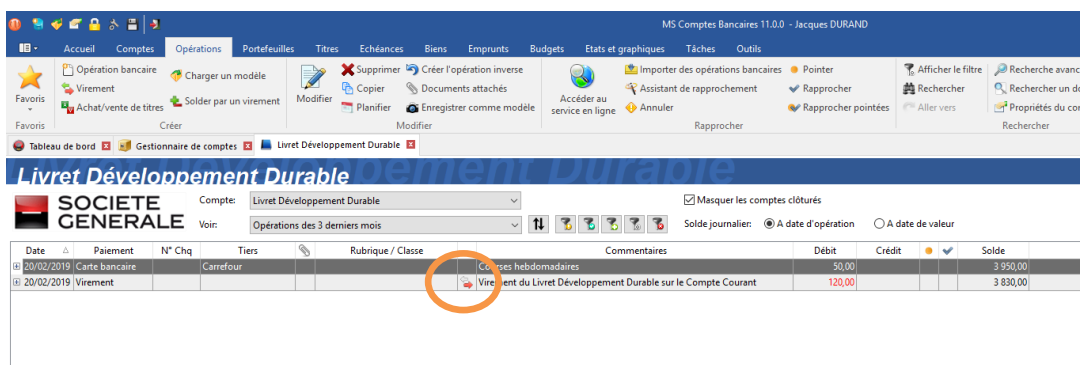 MS Comptes Bancaires 11.0.0 - Jacques DURAND
Accueil Comptes Opérations Portefeuilles Titres Echéances Biens Emprunts Budgets Etats et graphiques Tâches Outils
Favoris
Opération bancaire
Virement
Achat/vente de titres
Charger un modèle
Solder par un virement
Modifier
Supprimer
Copier
Planifier
Créer l'opération inverse
Documents attachés
Enregistrer comme modèle
Accéder au
service en ligne
Importer des opérations bancaires
Assistant de rapprochement
Annuler
Pointer
Rapprocher
Rapprocher pointées
Afficher le filtre
Rechercher
Aller vers
Recherche avanc
Rechercher un do
Propriétés du con
Favoris Créer Modifier Rapprocher Rechercher
Tableau de bord Gestionnaire de comptes Livret Développement Durable
Livret Développement Durable
Livret Développement Durable
SOCIETE
GENERALE
Compte: Livret Développement Durable
Masquer les comptes clôturés
Voir: Opérations des 3 derniers mois
Solde journalier: A date d'opération A date de valeur
Date Paiement N° Chq Tiers Rubrique / Classe Commentaires Débit Crédit Solde
20/02/2019 Carte bancaire Carrefour Courses hebdomadaires 50,00 3 950,00
20/02/2019 Virement Virement du Livret Développement Durable sur le Compte Courant 120,00 3 830,00